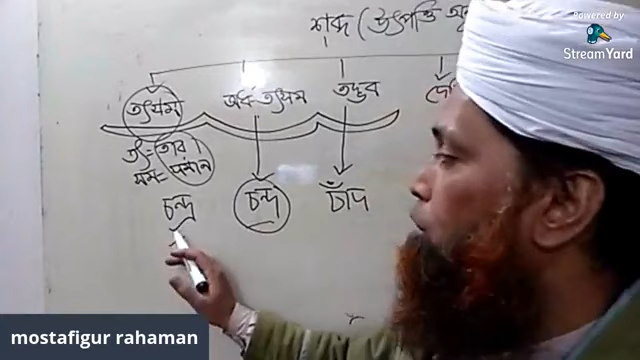 শব্দ (উৎপত্তি অনু
Powered by
StreamYard
তৎসম অর্ধ তৎসম তদ্ভব দেশি
তৎ = তার ।
সম = সমান
চন্দ্র চন্দ চাঁদ
mostafigur rahaman